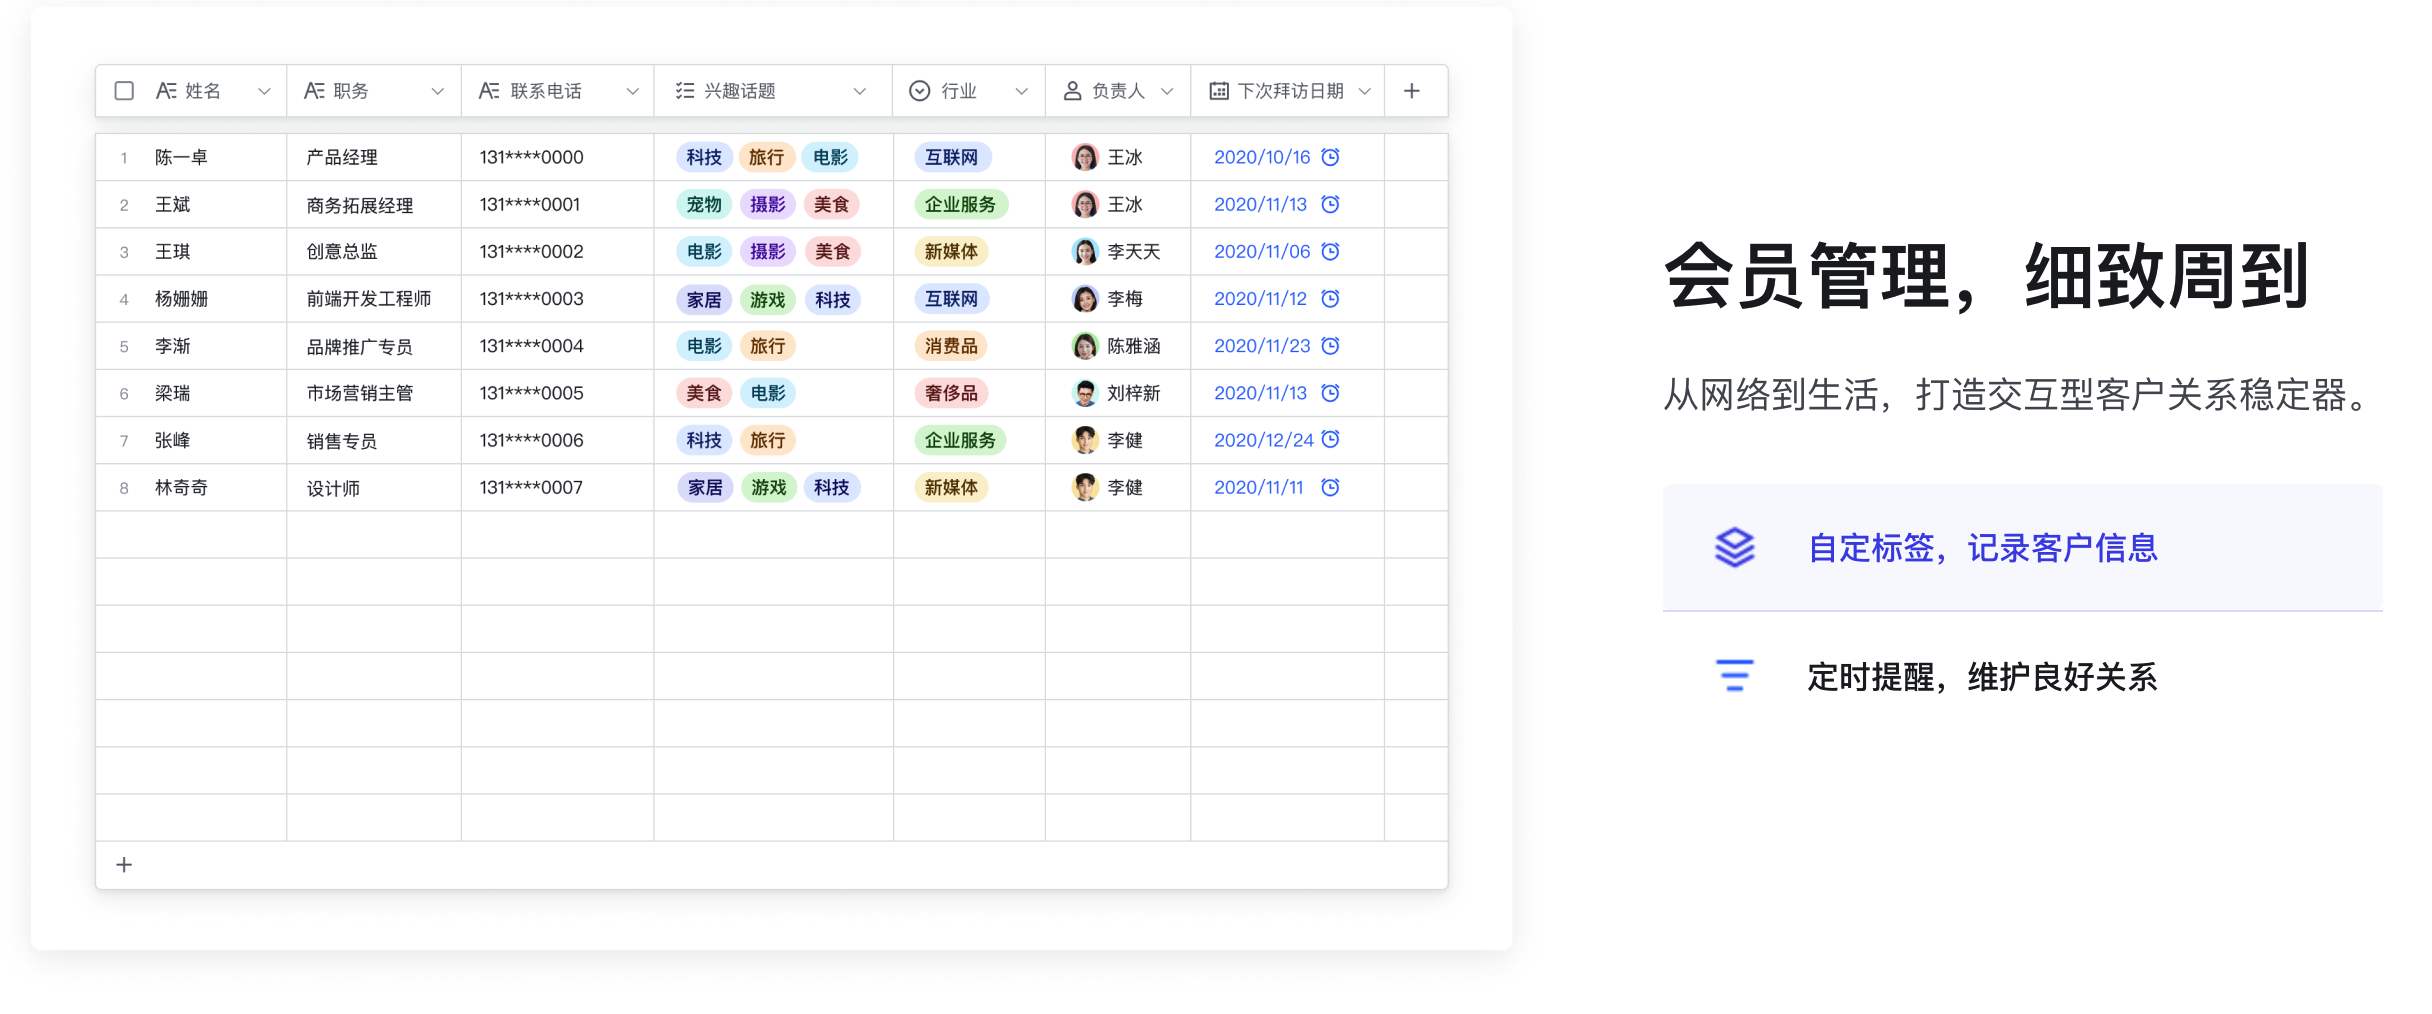 姓名 职务 联系电话 兴趣话题 行业 负责人 下次拜访日期
1 陈一卓 产品经理 131****0000 科技 旅行 电影 互联网 王冰 2020/10/16
2 王斌 商务拓展经理 131****0001 宠物 摄影 美食 企业服务 王冰 2020/11/13
3 王琪 创意总监 131****0002 电影 摄影 美食 新媒体 李天天 2020/11/06
4 杨姗姗 前端开发工程师 131****0003 家居 游戏 科技 互联网 李梅 2020/11/12
5 李渐 品牌推广专员 131****0004 电影 旅行 消费品 陈雅涵 2020/11/23
6 梁瑞 市场营销主管 131****0005 美食 电影 奢侈品 刘梓新 2020/11/13
7 张峰 销售专员 131****0006 科技 旅行 企业服务 李健 2020/12/24
8 林奇奇 设计师 131****0007 家居 游戏 科技 新媒体 李健 2020/11/11
会员管理，细致周到
从网络到生活，打造交互型客户关系稳定器。
自定标签，记录客户信息
定时提醒，维护良好关系